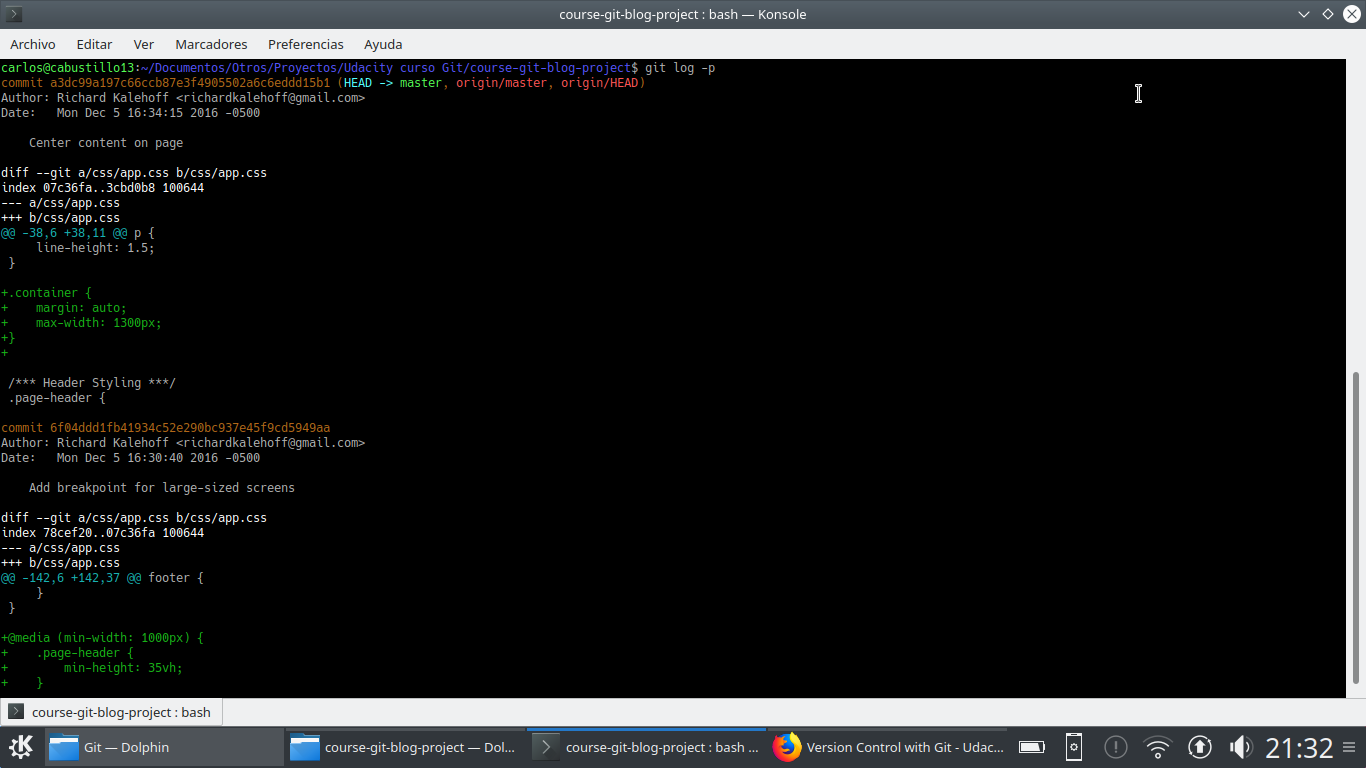 course-git-blog-project : bash — Konsole
Archivo Editar Ver Marcadores Preferencias Ayuda
carlos@cabustillo13:~/Documentos/Otros/Proyectos/Udacity curso Git/course-git-blog-project$ git log -p
commit a3dc99a197c66ccb87e3f4905502a6c6eddd15b1 (HEAD -> master, origin/master, origin/HEAD)
Author: Richard Kalehoff <richardkalehoff@gmail.com>
Date:   Mon Dec 5 16:34:15 2016 -0500
    Center content on page
diff --git a/css/app.css b/css/app.css
index 07c36fa..3cbd0b8 100644
--- a/css/app.css
+++ b/css/app.css
@@ -38,6 +38,11 @@ p {
     line-height: 1.5;
 }
+.container {
+    margin: auto;
+    max-width: 1300px;
+}
+
 /*** Header Styling ***/
 .page-header {
commit 6f04ddd1fb41934c52e290bc937e45f9cd5949aa
Author: Richard Kalehoff <richardkalehoff@gmail.com>
Date:   Mon Dec 5 16:30:40 2016 -0500
    Add breakpoint for large-sized screens
diff --git a/css/app.css b/css/app.css
index 78cef20..07c36fa 100644
--- a/css/app.css
+++ b/css/app.css
@@ -142,6 +142,37 @@ footer {
     }
 }
+@media (min-width: 1000px) {
+    .page-header {
+        min-height: 35vh;
+    }
course-git-blog-project : bash
Git — Dolphin
course-git-blog-project — Dol...
course-git-blog-project : bash ...
Version Control with Git - Udac...
21:32